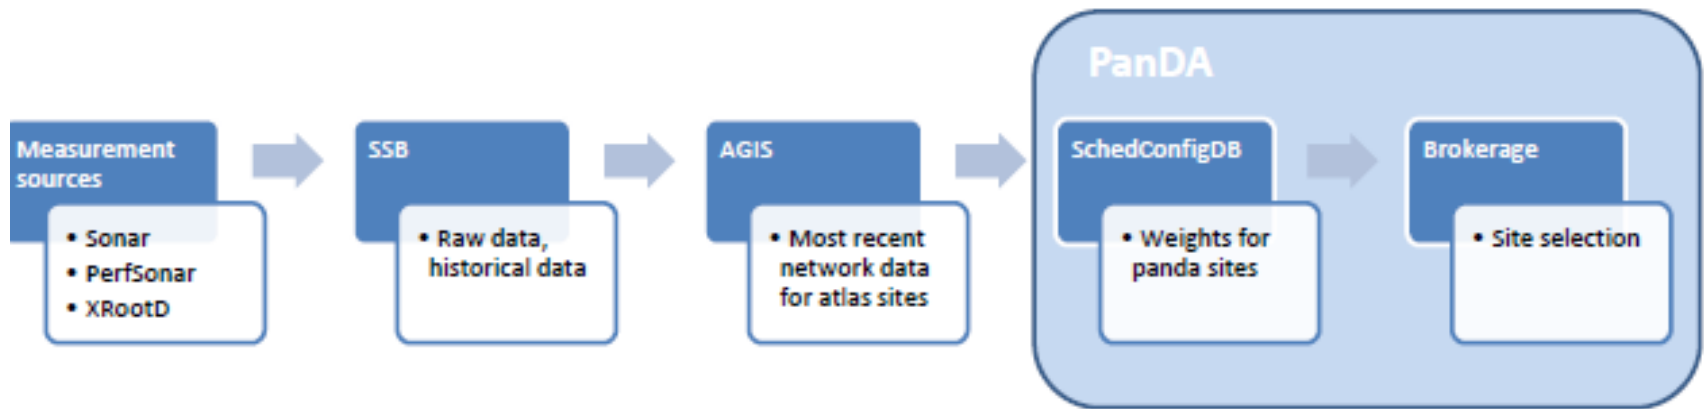 PanDA
Measurement
sources
• Sonar
• PerfSonar
• XRootD
SSB
• Raw data,
historical data
AGIS
• Most recent
network data
for atlas sites
SchedConfigDB
• Weights for
panda sites
Brokerage
• Site selection